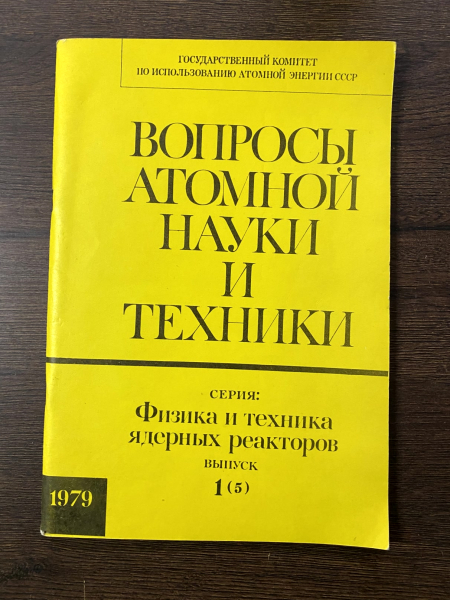 ГОСУДАРСТВЕННЫЙ КОМИТЕТ
ПО ИСПОЛЬЗОВАНИЮ АТОМНОЙ ЭНЕРГИИ СССР
ВОПРОСЫ
АТОМНОЙ
НАУКИ
И
ТЕХНИКИ
СЕРИЯ:
Физика и техника
ядерных реакторов
ВЫПУСК
1(5)
1979